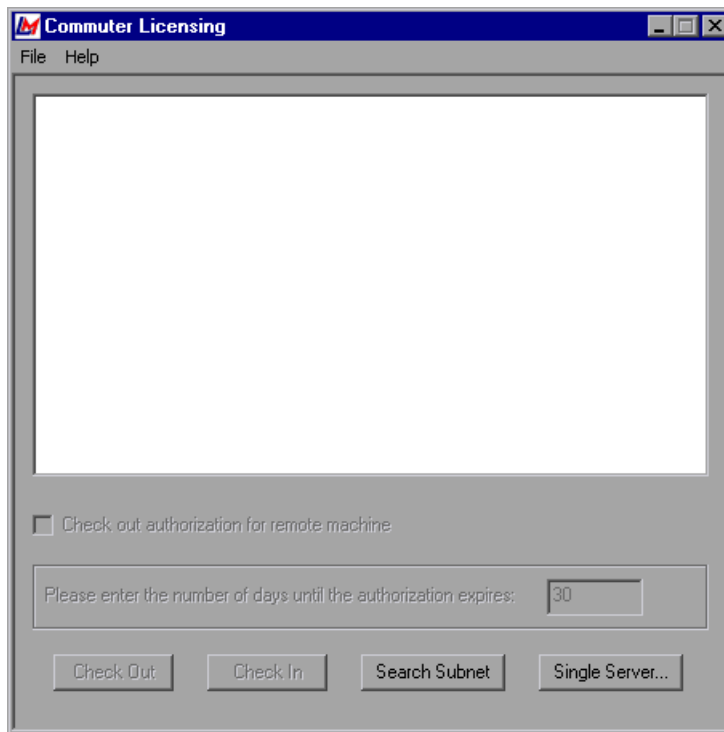 Commuter Licensing
File Help
Check out authorization for remote machine
Please enter the number of days until the authorization expires: 30
Check Out Check In Search Subnet Single Server...